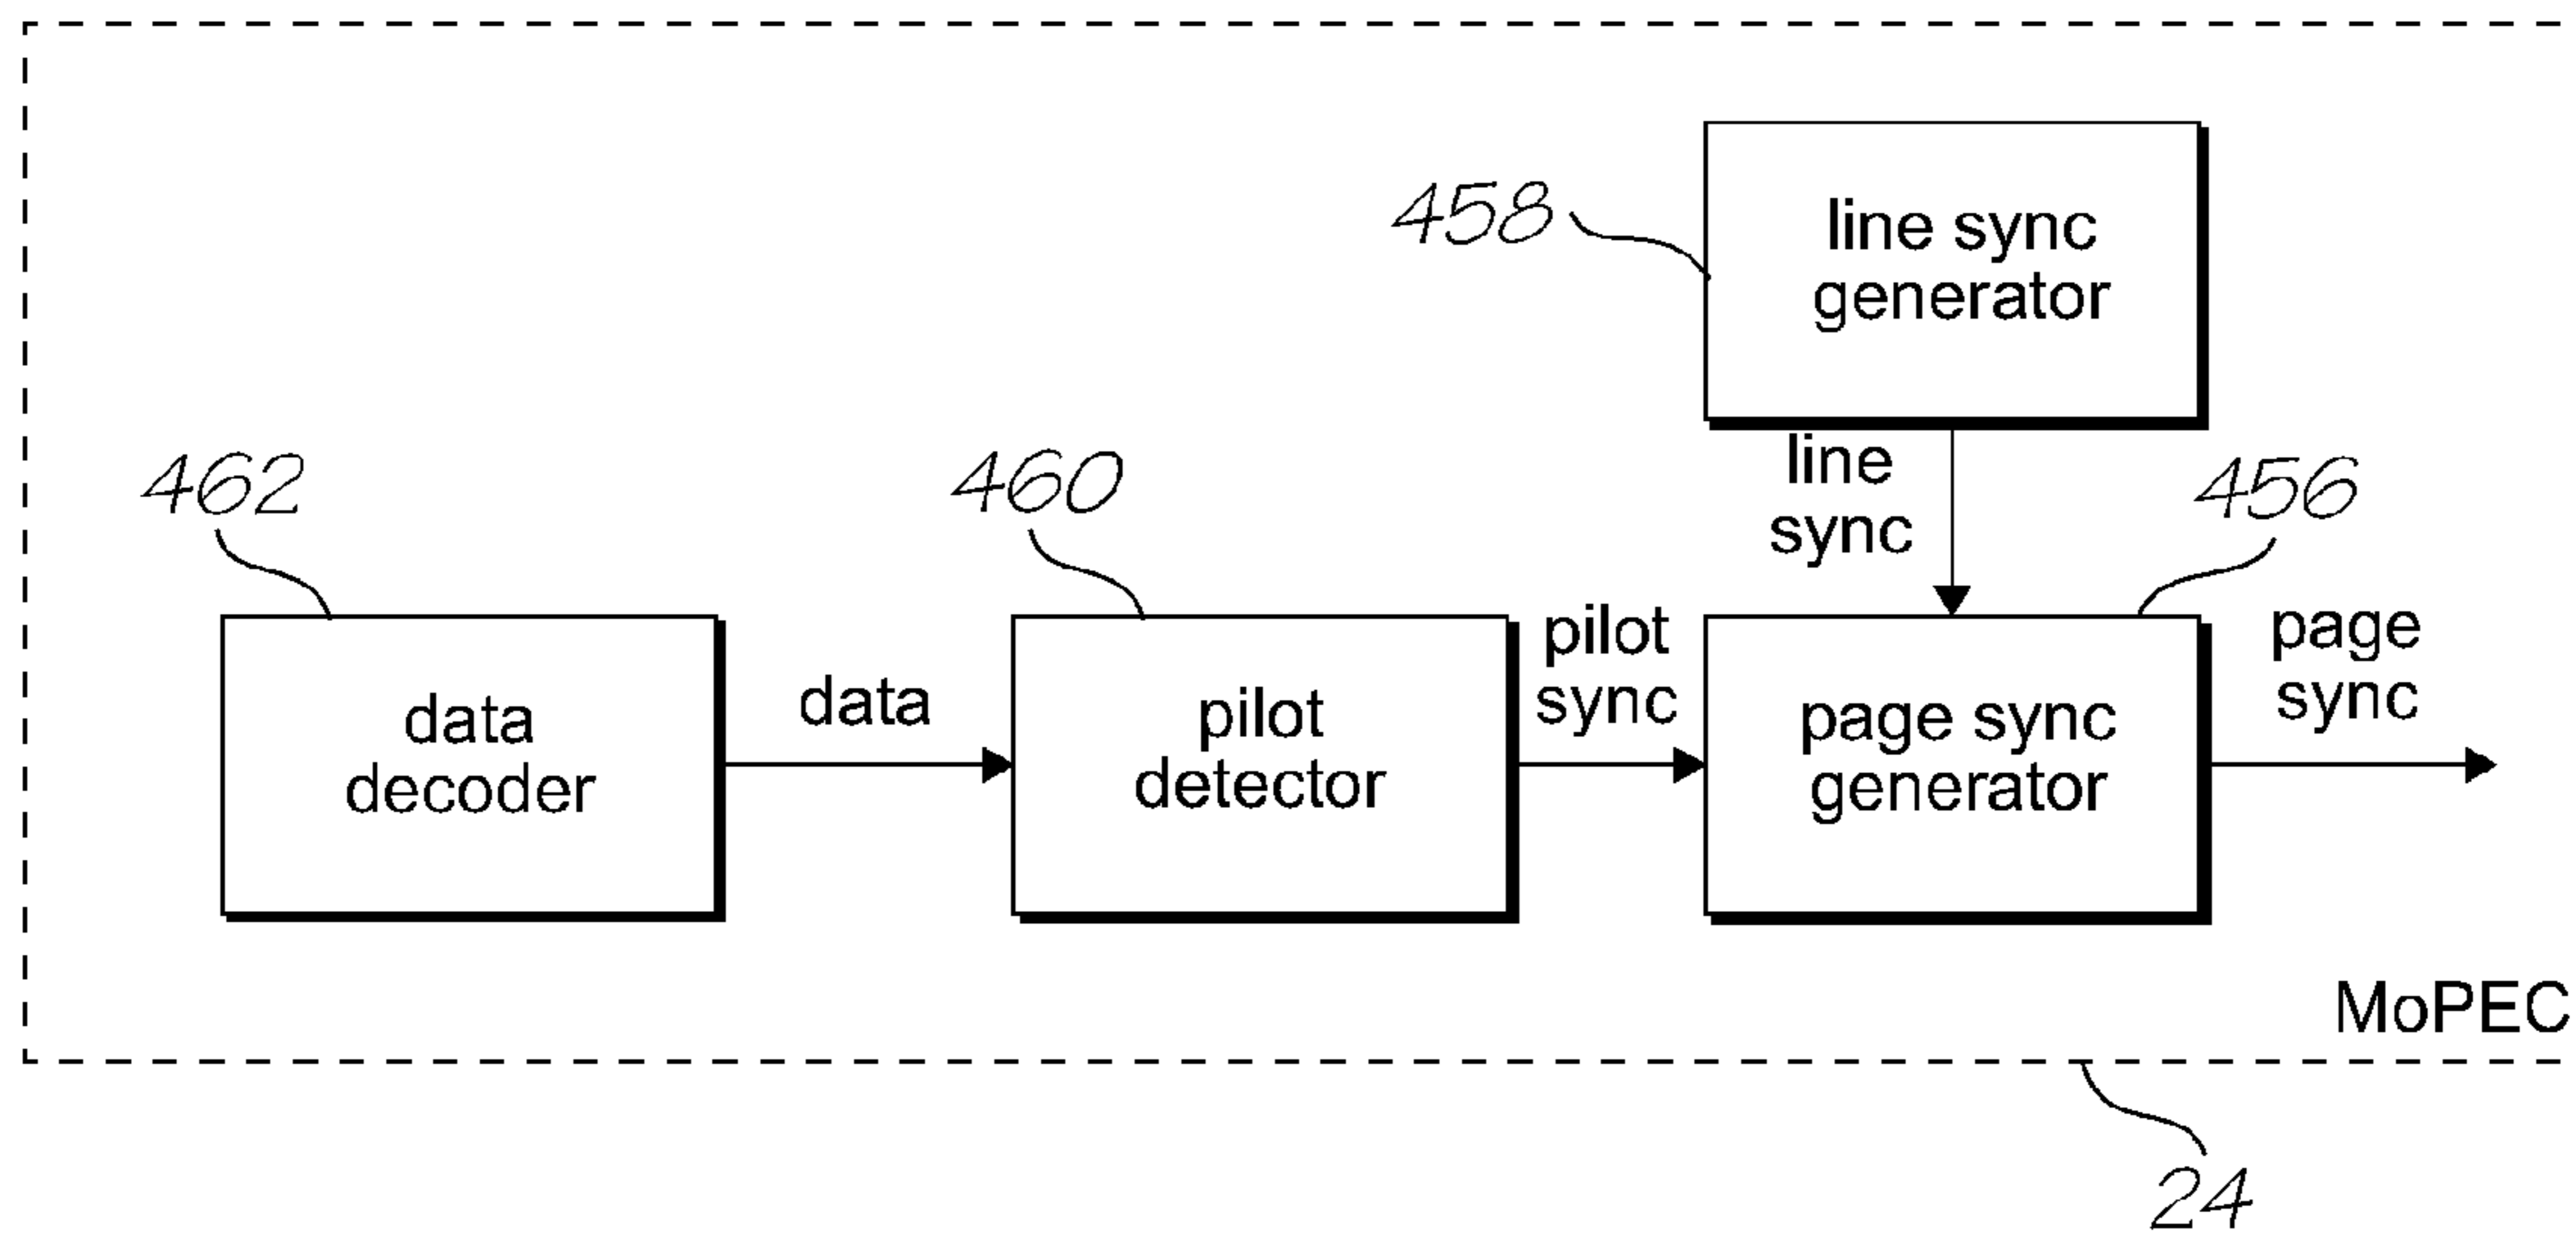 458
line sync
generator
line
sync
462
460
456
data
decoder
data
pilot
detector
pilot
sync
page sync
generator
page
sync
MoPEC
24